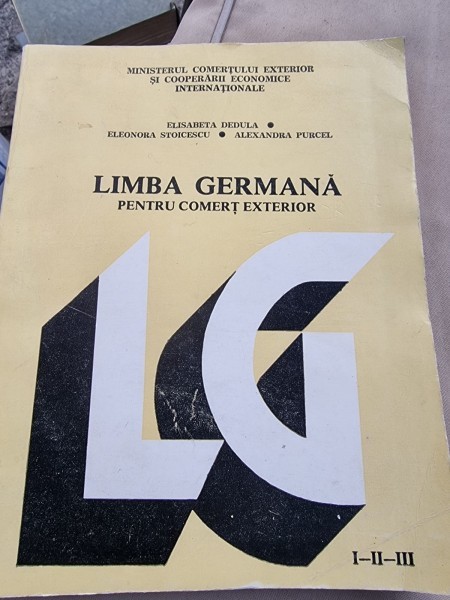 MINISTERUL COMERȚULUI EXTERIOR
ȘI COOPERĂRII ECONOMICE
INTERNAȚIONALE
ELISABETA DEDULA ●
ELEONORA STOICESCU ● ALEXANDRA PURCEL
LIMBA GERMANĂ
PENTRU COMERȚ EXTERIOR
LG
I–II–III